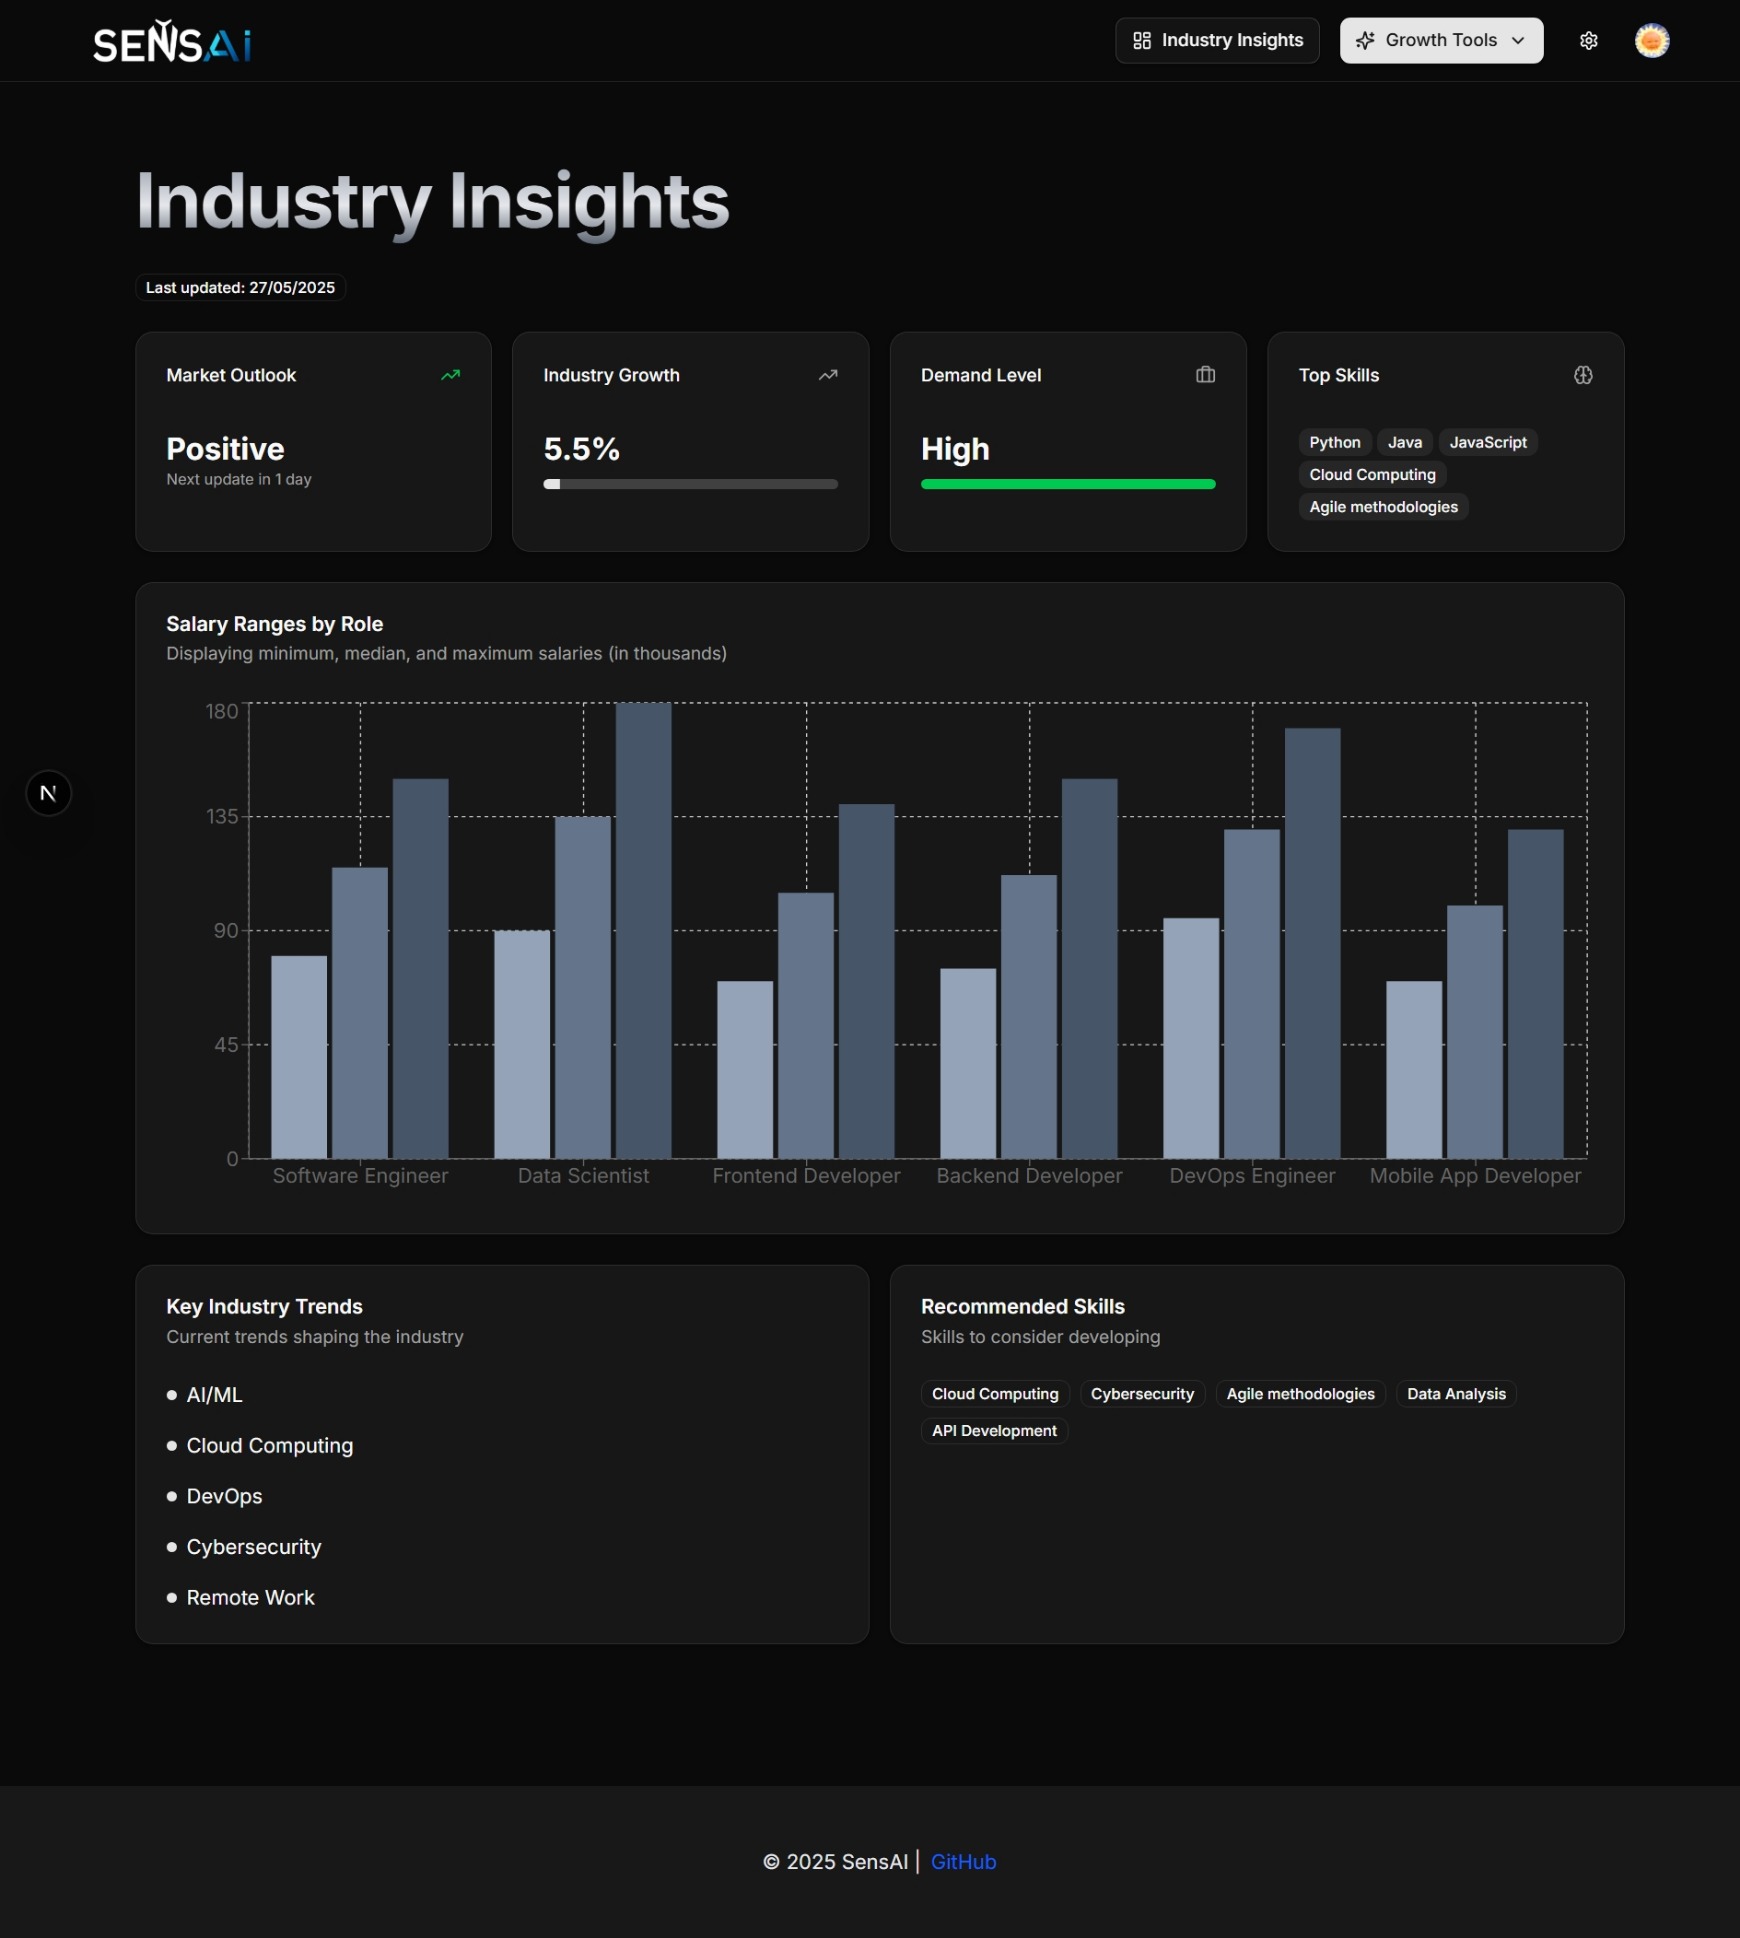 SENSAi
Industry Insights
Growth Tools
Industry Insights
Last updated: 27/05/2025
Market Outlook
Positive
Next update in 1 day
Industry Growth
5.5%
Demand Level
High
Top Skills
Python Java JavaScript
Cloud Computing
Agile methodologies
Salary Ranges by Role
Displaying minimum, median, and maximum salaries (in thousands)
180
135
90
45
0
Software Engineer Data Scientist Frontend Developer Backend Developer DevOps Engineer Mobile App Developer
N
Key Industry Trends
Current trends shaping the industry
AI/ML
Cloud Computing
DevOps
Cybersecurity
Remote Work
Recommended Skills
Skills to consider developing
Cloud Computing Cybersecurity Agile methodologies Data Analysis
API Development
© 2025 SensAI | GitHub